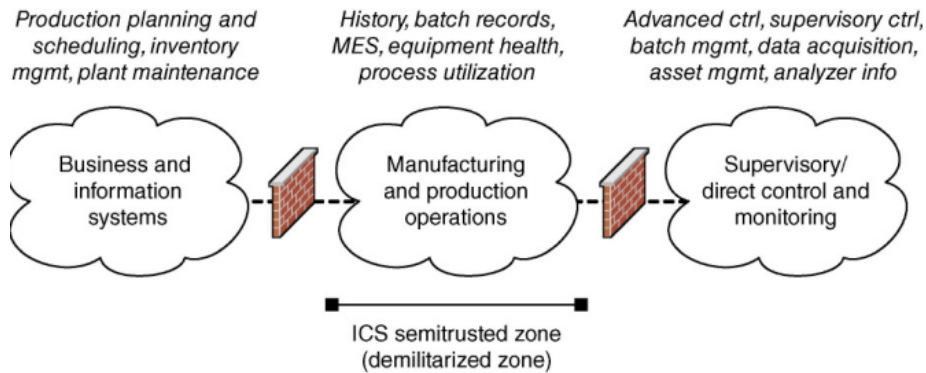 Production planning and
scheduling, inventory
mgmt, plant maintenance
History, batch records,
MES, equipment health,
process utilization
Advanced ctrl, supervisory ctrl,
batch mgmt, data acquisition,
asset mgmt, analyzer info
Business and
information
systems
Manufacturing
and production
operations
Supervisory/
direct control and
monitoring
ICS semitrusted zone
(demilitarized zone)